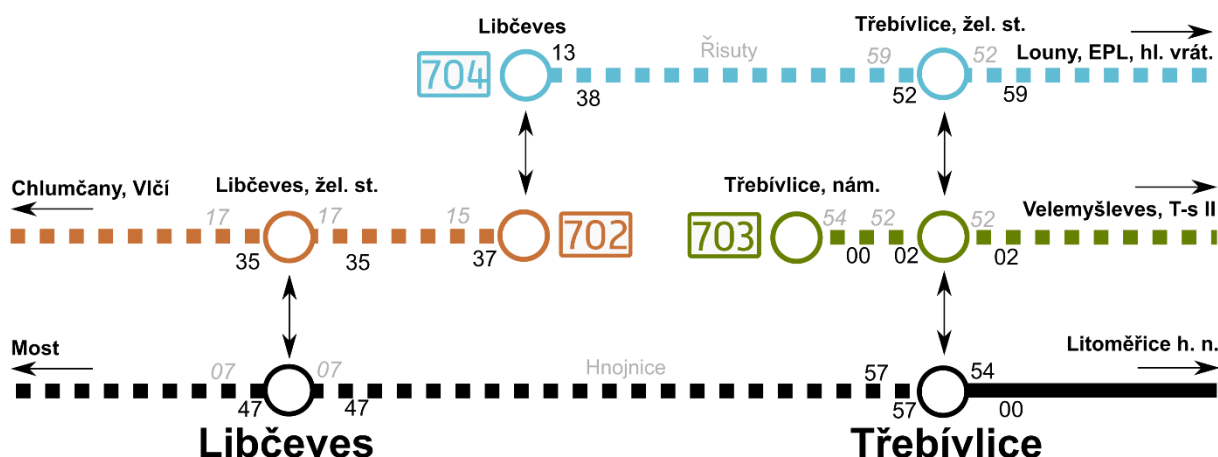 Libčeves
Třebívlice, žel. st.
704
13
38
Řisuty
59
52
52
59
Louny, EPL, hl. vrát.
Chlumčany, Vlčí
Libčeves, žel. st.
17
35
17
35
15
37
702
Třebívlice, nám.
703
54
00
52
02
52
02
Velemyšleves, T-s II
Most
07
47
07
47
Hnojnice
57
57
54
00
Litoměřice h. n.
Libčeves
Třebívlice